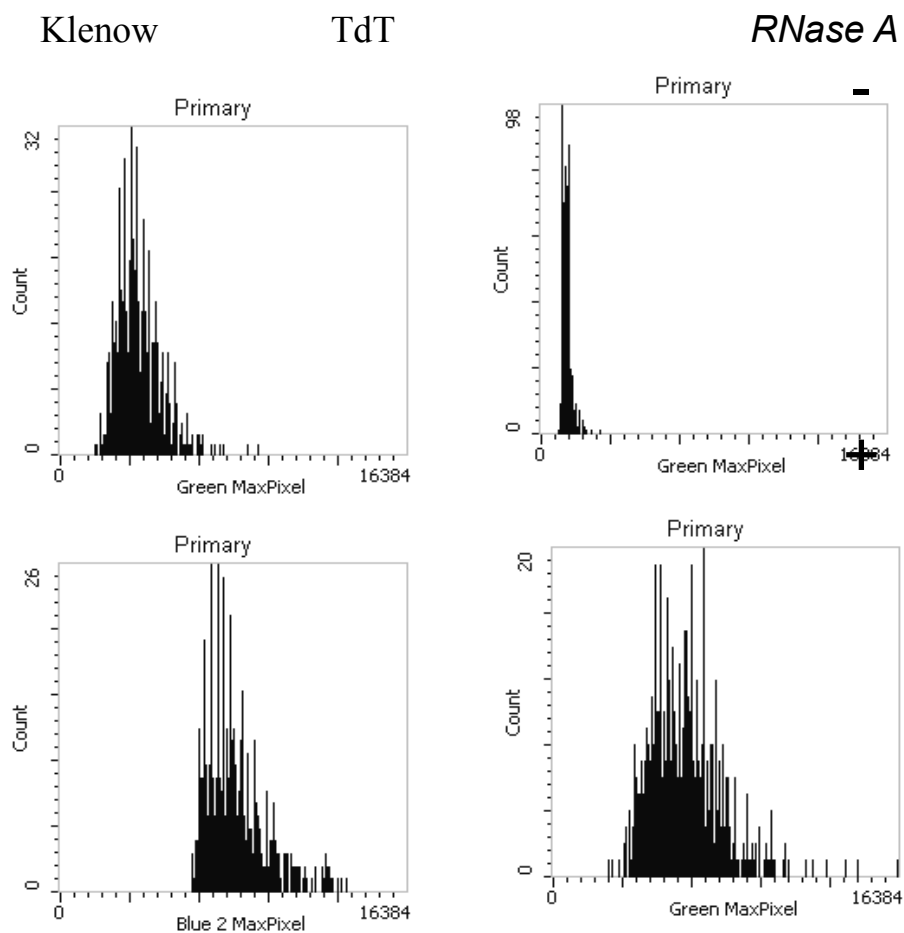 Klenow TdT RNase A
Primary
32
Count
0
0 16384
Green MaxPixel
Primary
-
98
Count
0
0
Green MaxPixel
+
Primary
26
Count
0
0 16384
Blue 2 MaxPixel
Primary
20
Count
0
0 16384
Green MaxPixel